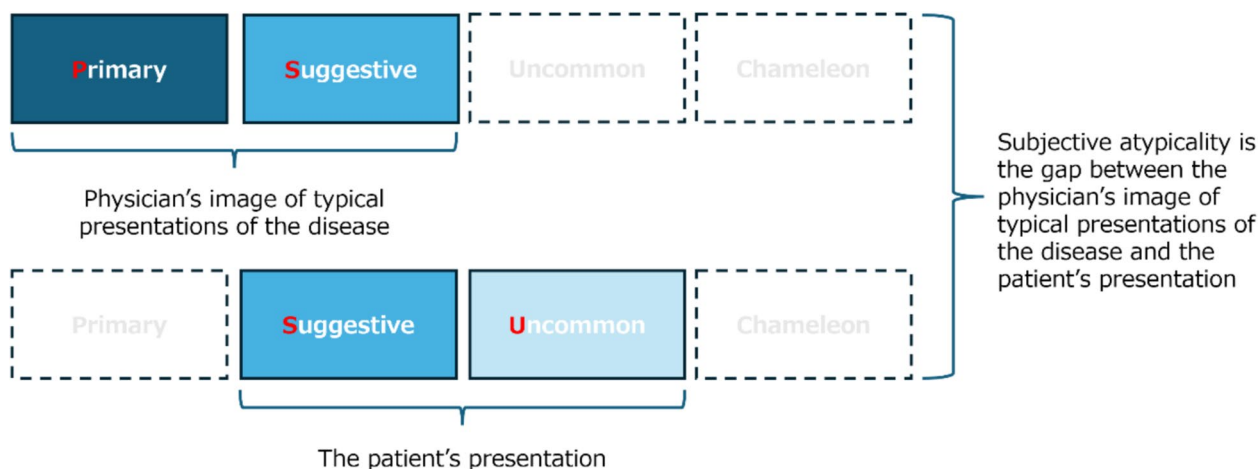 Primary Suggestive Uncommon Chameleon
Physician's image of typical
presentations of the disease
Primary Suggestive Uncommon Chameleon
The patient's presentation
Subjective atypicality is
the gap between the
physician's image of
typical presentations of
the disease and the
patient's presentation